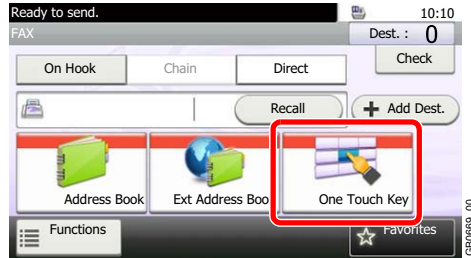 Ready to send.
10:10
FAX
Dest. :
0
On Hook
Chain
Direct
Check
Recall
Add Dest.
Address Book
Ext Address Boo
One Touch Key
Functions
Favorites
GB0669_00